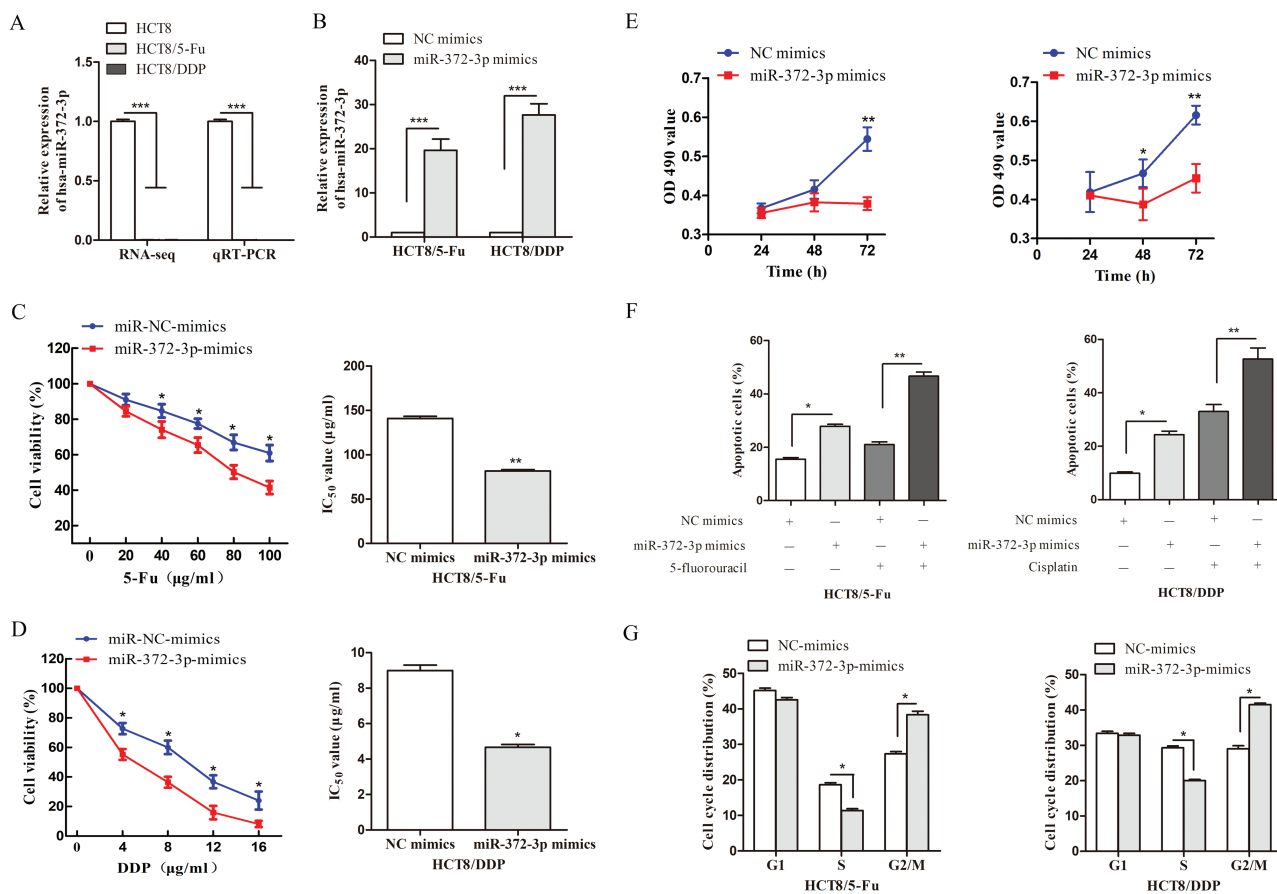 A
HCT8
HCT8/5-Fu
HCT8/DDP
Relative expression
of hsa-miR-372-3p
1.5
1.0
0.5
0.0
***
***
RNA-seq
qRT-PCR
B
NC mimics
miR-372-3p mimics
Relative expression
of hsa-miR-372-3p
40
30
20
10
0
***
***
HCT8/5-Fu
HCT8/DDP
E
NC mimics
miR-372-3p mimics
OD 490 value
0.7
0.6
0.5
0.4
0.3
**
0
24
48
72
Time (h)
NC mimics
miR-372-3p mimics
OD 490 value
0.7
0.6
0.5
0.4
0.3
*
**
0
24
48
72
Time (h)
C
miR-NC-mimics
miR-372-3p-mimics
Cell viability (%)
120
100
80
60
40
20
*
*
*
*
0
20
40
60
80
100
5-Fu (μg/ml)
IC50 value (μg/ml)
200
150
100
50
0
**
NC mimics
miR-372-3p mimics
HCT8/5-Fu
F
Apoptotic cells (%)
60
40
20
0
*
**
NC mimics
+
—
+
—
miR-372-3p mimics
—
+
—
+
5-fluorouracil
—
—
+
+
HCT8/5-Fu
Apoptotic cells (%)
60
40
20
0
*
**
NC mimics
+
—
+
—
miR-372-3p mimics
—
+
—
+
Cisplatin
—
—
+
+
HCT8/DDP
D
miR-NC-mimics
miR-372-3p-mimics
Cell viability (%)
120
100
80
60
40
20
0
*
*
*
*
0
4
8
12
16
DDP (μg/ml)
IC50 value (μg/ml)
10
8
6
4
2
0
*
NC mimics
miR-372-3p mimics
HCT8/DDP
G
NC-mimics
miR-372-3p-mimics
Cell cycle distribution (%)
50
40
30
20
10
0
*
*
G1
S
G2/M
HCT8/5-Fu
NC-mimics
miR-372-3p-mimics
Cell cycle distribution (%)
50
40
30
20
10
0
*
*
G1
S
G2/M
HCT8/DDP